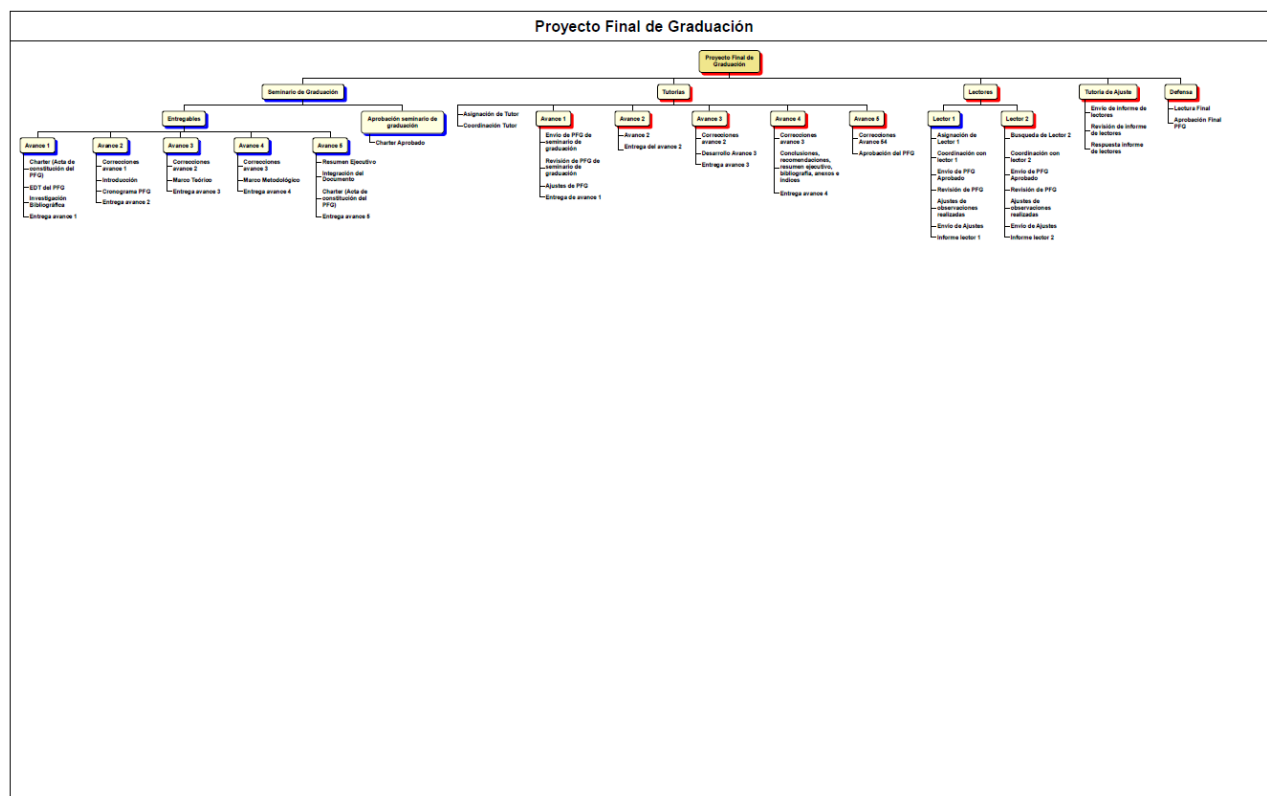 Proyecto Final de Graduación
Proyecto Final de
Graduación
Seminario de Graduación
Tutorías
Lectores
Tutoría de Ajuste
Defensa
Entregables
Aprobación seminario de
graduación
Charter Aprobado
Avance 1
Charter (Acta de
constitución del
PFG)
EDT del PFG
Investigación
Bibliográfica
Entrega avance 1
Avance 2
Correcciones
avance 1
Introducción
Cronograma PFG
Entrega avance 2
Avance 3
Correcciones
avance 2
Marco Teórico
Entrega avance 3
Avance 4
Correcciones
avance 3
Marco Metodológico
Entrega avance 4
Avance 5
Resumen Ejecutivo
Integración del
Documento
Charter (Acta de
constitución del
PFG)
Entrega avance 5
Asignación de Tutor
Coordinación Tutor
Avance 1
Envío de PFG de
seminario de
graduación
Revisión de PFG de
seminario de
graduación
Ajustes de PFG
Entrega de avance 1
Avance 2
Avance 2
Entrega del avance 2
Avance 3
Correcciones
avance 2
Desarrollo Avance 3
Entrega avance 3
Avance 4
Correcciones
avance 3
Conclusiones,
recomendaciones,
resumen ejecutivo,
bibliografía, anexos e
índices
Entrega avance 4
Avance 5
Correcciones
Avance 54
Aprobación del PFG
Lector 1
Asignación de
Lector 1
Coordinación con
lector 1
Envío de PFG
Aprobado
Revisión de PFG
Ajustes de
observaciones
realizadas
Envío de Ajustes
Informe lector 1
Lector 2
Busqueda de Lector 2
Coordinación con
lector 2
Envío de PFG
Aprobado
Revisión de PFG
Ajustes de
observaciones
realizadas
Envío de Ajustes
Informe lector 2
Envío de informe de
lectores
Revisión de informe
de lectores
Respuesta informe
de lectores
Lectura Final
Aprobación Final
PFG